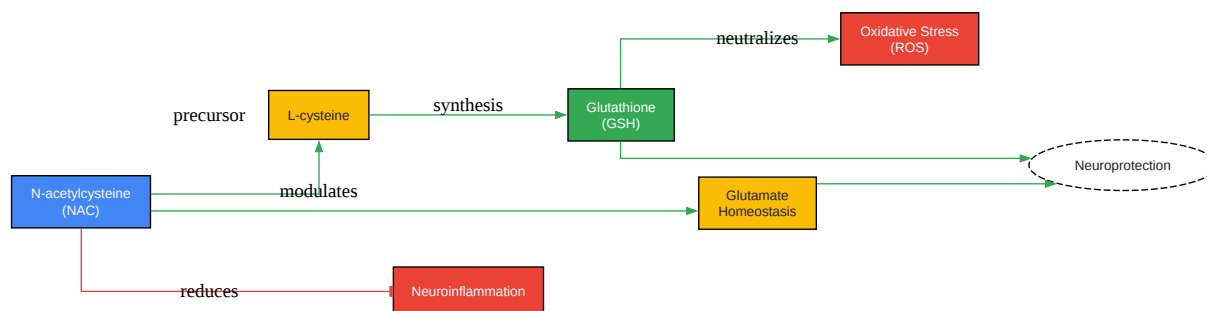 neutralizes
Oxidative Stress
(ROS)
precursor
L-cysteine
synthesis
Glutathione
(GSH)
Neuroprotection
N-acetylcysteine
(NAC)
modulates
Glutamate
Homeostasis
reduces
Neuroinflammation